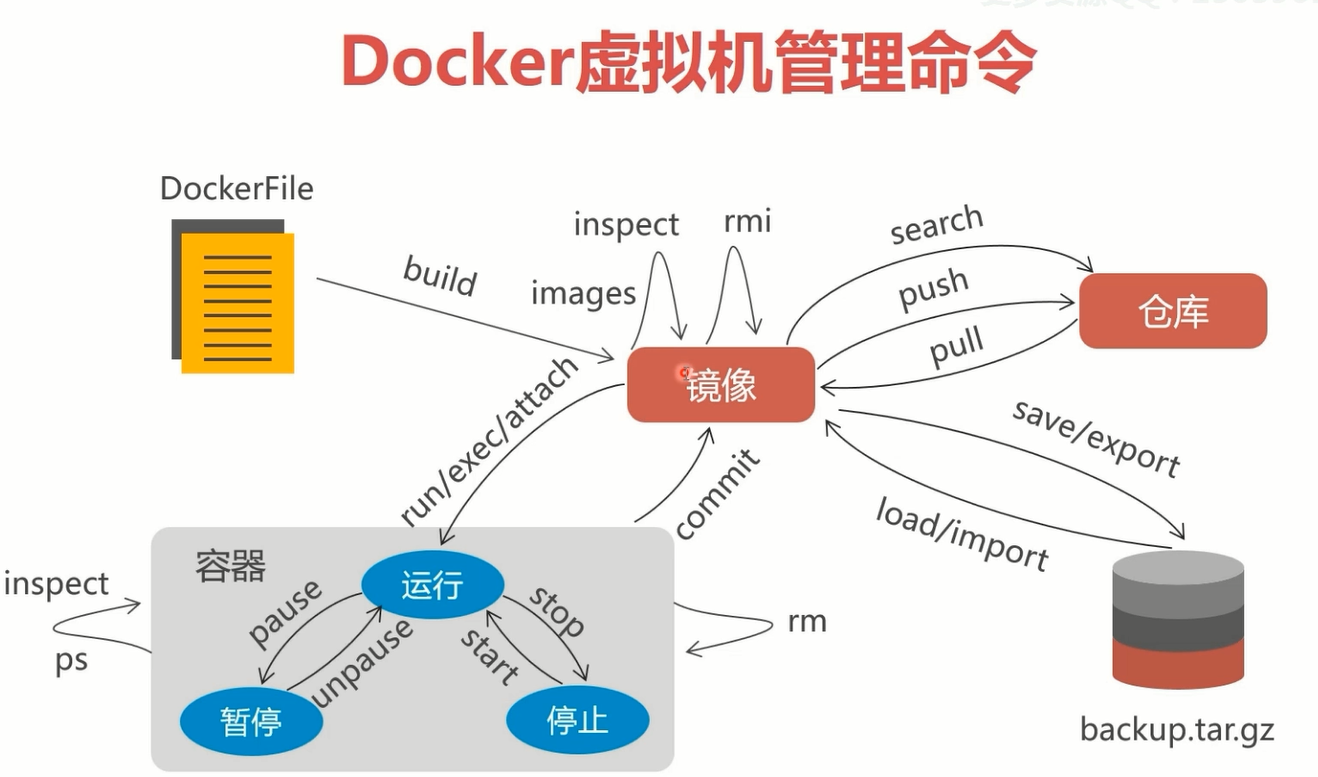 Docker虚拟机管理命令
DockerFile
build
inspect
rmi
images
search
push
pull
仓库
镜像
run/exec/attach
commit
save/export
load/import
容器
运行
pause
unpause
stop
start
暂停
停止
inspect
ps
rm
backup.tar.gz